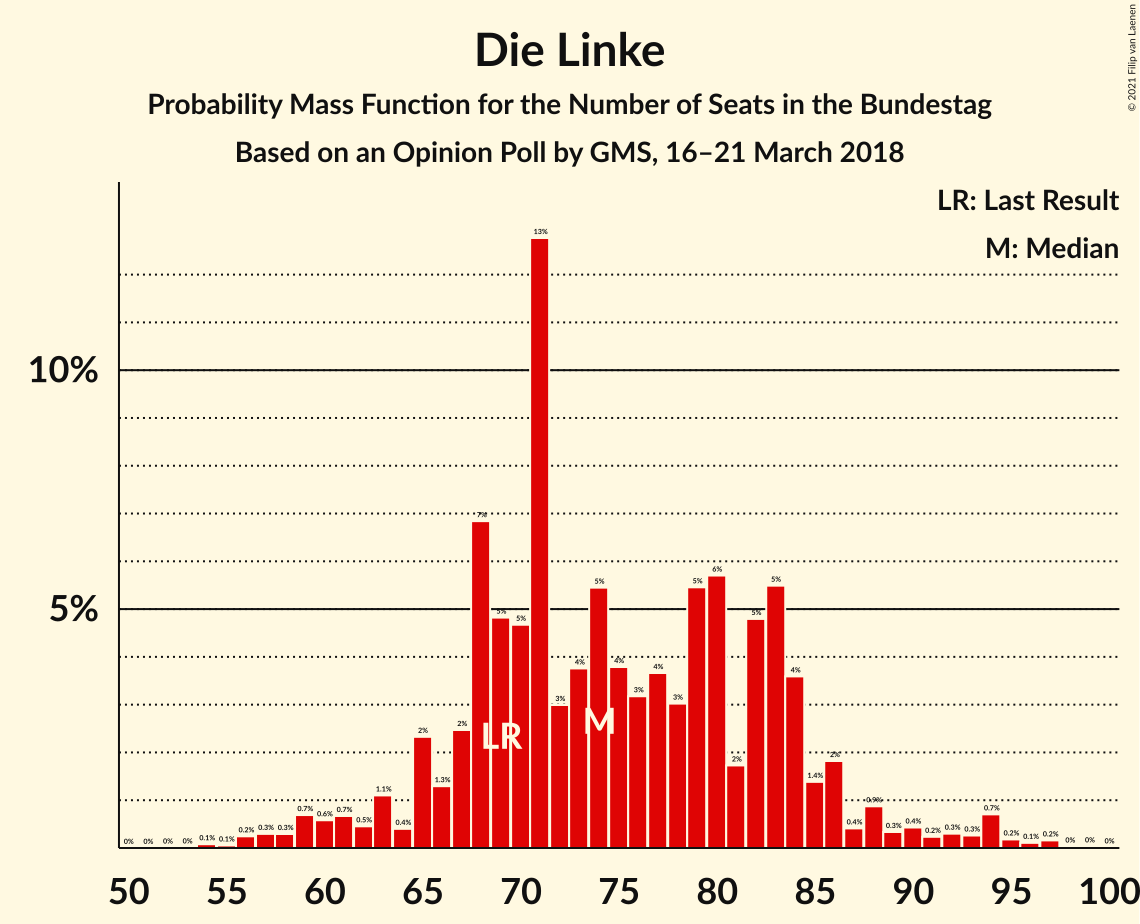 © 2021 Filip van Laenen
Die Linke
Probability Mass Function for the Number of Seats in the Bundestag
Based on an Opinion Poll by GMS, 16–21 March 2018
LR: Last Result
M: Median
10%
5%
0% 0% 0% 0% 0.1% 0.1% 0.2% 0.3% 0.3% 0.7% 0.6% 0.7% 0.5% 1.1% 0.4% 2% 1.3% 2% 7% 5% 5% 13% 3% 4% 5% 4% 3% 4% 3% 5% 6% 2% 5% 5% 4% 1.4% 2% 0.4% 0.9% 0.3% 0.4% 0.2% 0.3% 0.3% 0.7% 0.2% 0.1% 0.2% 0% 0% 0%
LR M
50 55 60 65 70 75 80 85 90 95 100